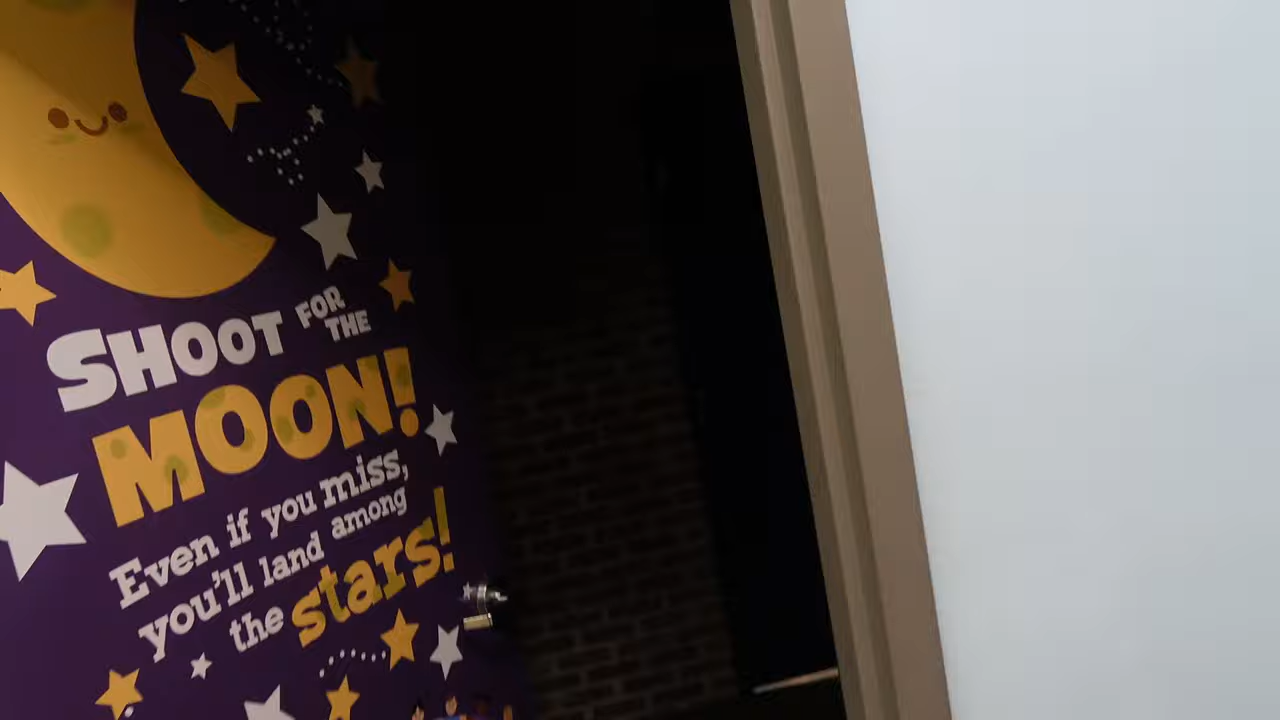 SHOOT FOR THE
MOON!
Even if you miss,
you'll land among
the stars!